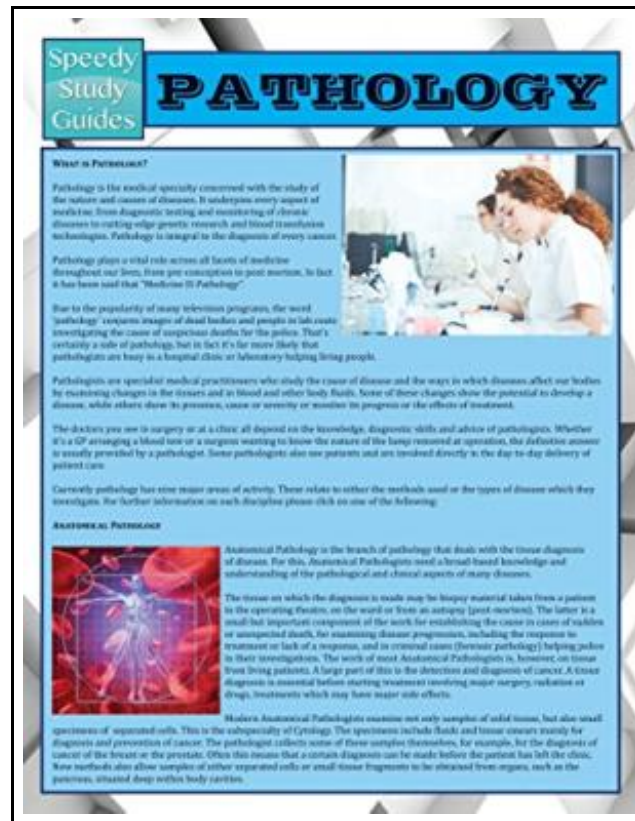 Speedy
Study
Guides
PATHOLOGY
WHAT IS PATHOLOGY?
Pathology is the medical specialty concerned with the study of
the nature and causes of diseases. It underpins every aspect of
medicine, from diagnostic testing and monitoring of chronic
diseases to cutting-edge genetic research and blood transfusion
technologies. Pathology is integral to the diagnosis of every cancer.
Pathology plays a vital role across all facets of medicine
throughout our lives, from pre-conception to post mortem. In fact
it has been said that "Medicine IS Pathology".
Due to the popularity of many television programs, the word
'pathology' conjures images of dead bodies and people in lab coats
investigating the cause of suspicious deaths for the police. That's
certainly a side of pathology, but in fact it's far more likely that
pathologists are busy in a hospital clinic or laboratory helping living people.
Pathologists are specialist medical practitioners who study the cause of disease and the ways in which diseases affect our bodies
by examining changes in the tissues and in blood and other body fluids. Some of these changes show the potential to develop a
disease, while others show its presence, cause or severity or monitor its progress or the effects of treatment.
The doctors you see in surgery or at a clinic all depend on the knowledge, diagnostic skills and advice of pathologists. Whether
it's a GP arranging a blood test or a surgeon wanting to know the nature of the lump removed at operation, the definitive answer
is usually provided by a pathologist. Some pathologists also see patients and are involved directly in the day-to-day delivery of
patient care.
Currently pathology has nine major areas of activity. These relate to either the methods used or the types of disease which they
investigate. For further information on each discipline please click on one of the following:
ANATOMICAL PATHOLOGY
Anatomical Pathology is the branch of pathology that deals with the tissue diagnosis
of disease. For this, Anatomical Pathologists need a broad-based knowledge and
understanding of the pathological and clinical aspects of many diseases.
The tissue on which the diagnosis is made may be biopsy material taken from a patient
in the operating theatre, on the ward or from an autopsy (post-mortem). The latter is a
small but important component of the work for establishing the cause in cases of sudden
or unexpected death, for examining disease progression, including the response to
treatment or lack of a response, and in criminal cases (forensic pathology) helping police
in their investigations. The work of most Anatomical Pathologists is, however, on tissue
from living patients. A large part of this is the detection and diagnosis of cancer. A tissue
diagnosis is essential before starting treatment involving major surgery, radiation or
drugs, treatments which may have major side effects.
Modern Anatomical Pathologists examine not only samples of solid tissue, but also small
specimens of separated cells. This is the subspecialty of Cytology. The specimens include fluids and tissue smears mainly for
diagnosis and prevention of cancer. The pathologist collects some of these samples themselves, for example, for the diagnosis of
cancer of the breast or the prostate. Often this means that a certain diagnosis can be made before the patient has left the clinic.
New methods also allow samples of either separated cells or small tissue fragments to be obtained from organs, such as the
pancreas, situated deep within body cavities.